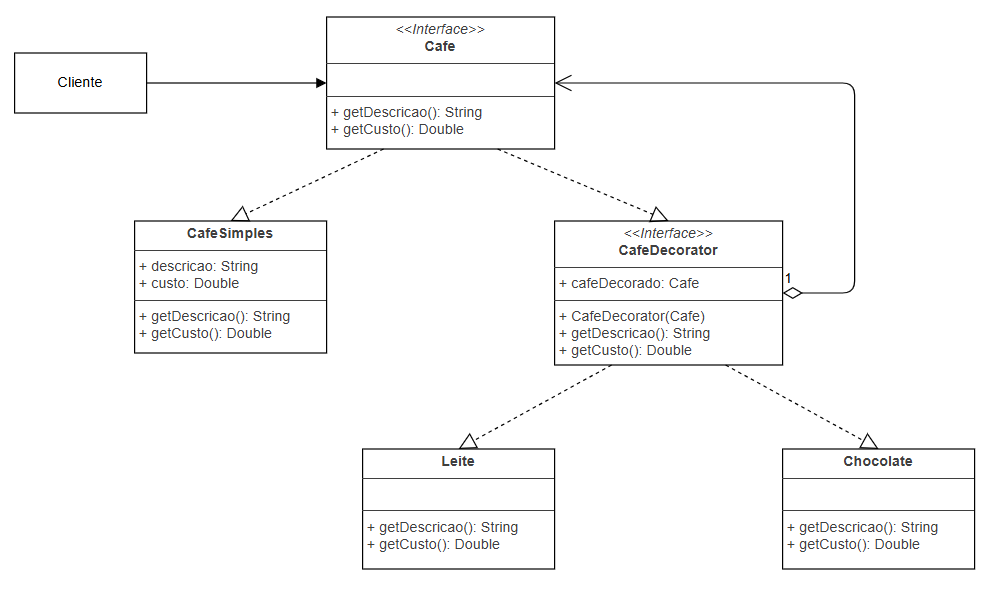 <<Interface>>
Cafe
Cliente
+ getDescricao(): String
+ getCusto(): Double
CafeSimples
+ descricao: String
+ custo: Double
+ getDescricao(): String
+ getCusto(): Double
<<Interface>>
CafeDecorator
+ cafeDecorado: Cafe
1
+ CafeDecorator(Cafe)
+ getDescricao(): String
+ getCusto(): Double
Leite
+ getDescricao(): String
+ getCusto(): Double
Chocolate
+ getDescricao(): String
+ getCusto(): Double